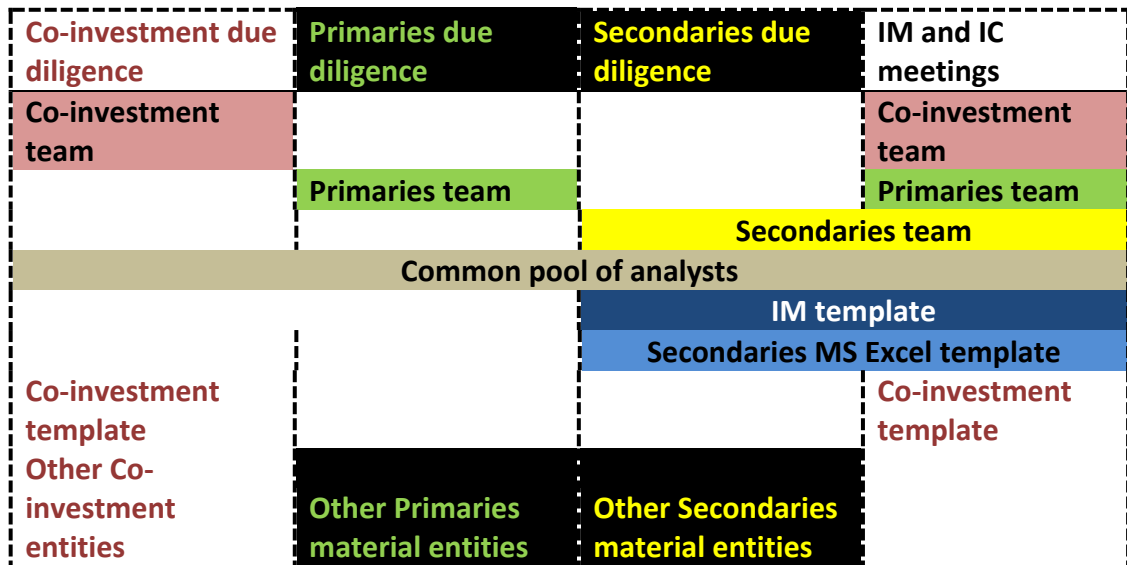 Co-investment due
diligence
Primaries due
diligence
Secondaries due
diligence
IM and IC
meetings
Co-investment
team
Co-investment
team
Primaries team
Primaries team
Secondaries team
Common pool of analysts
IM template
Secondaries MS Excel template
Co-investment
template
Co-investment
template
Other Co-
investment
entities
Other Primaries
material entities
Other Secondaries
material entities